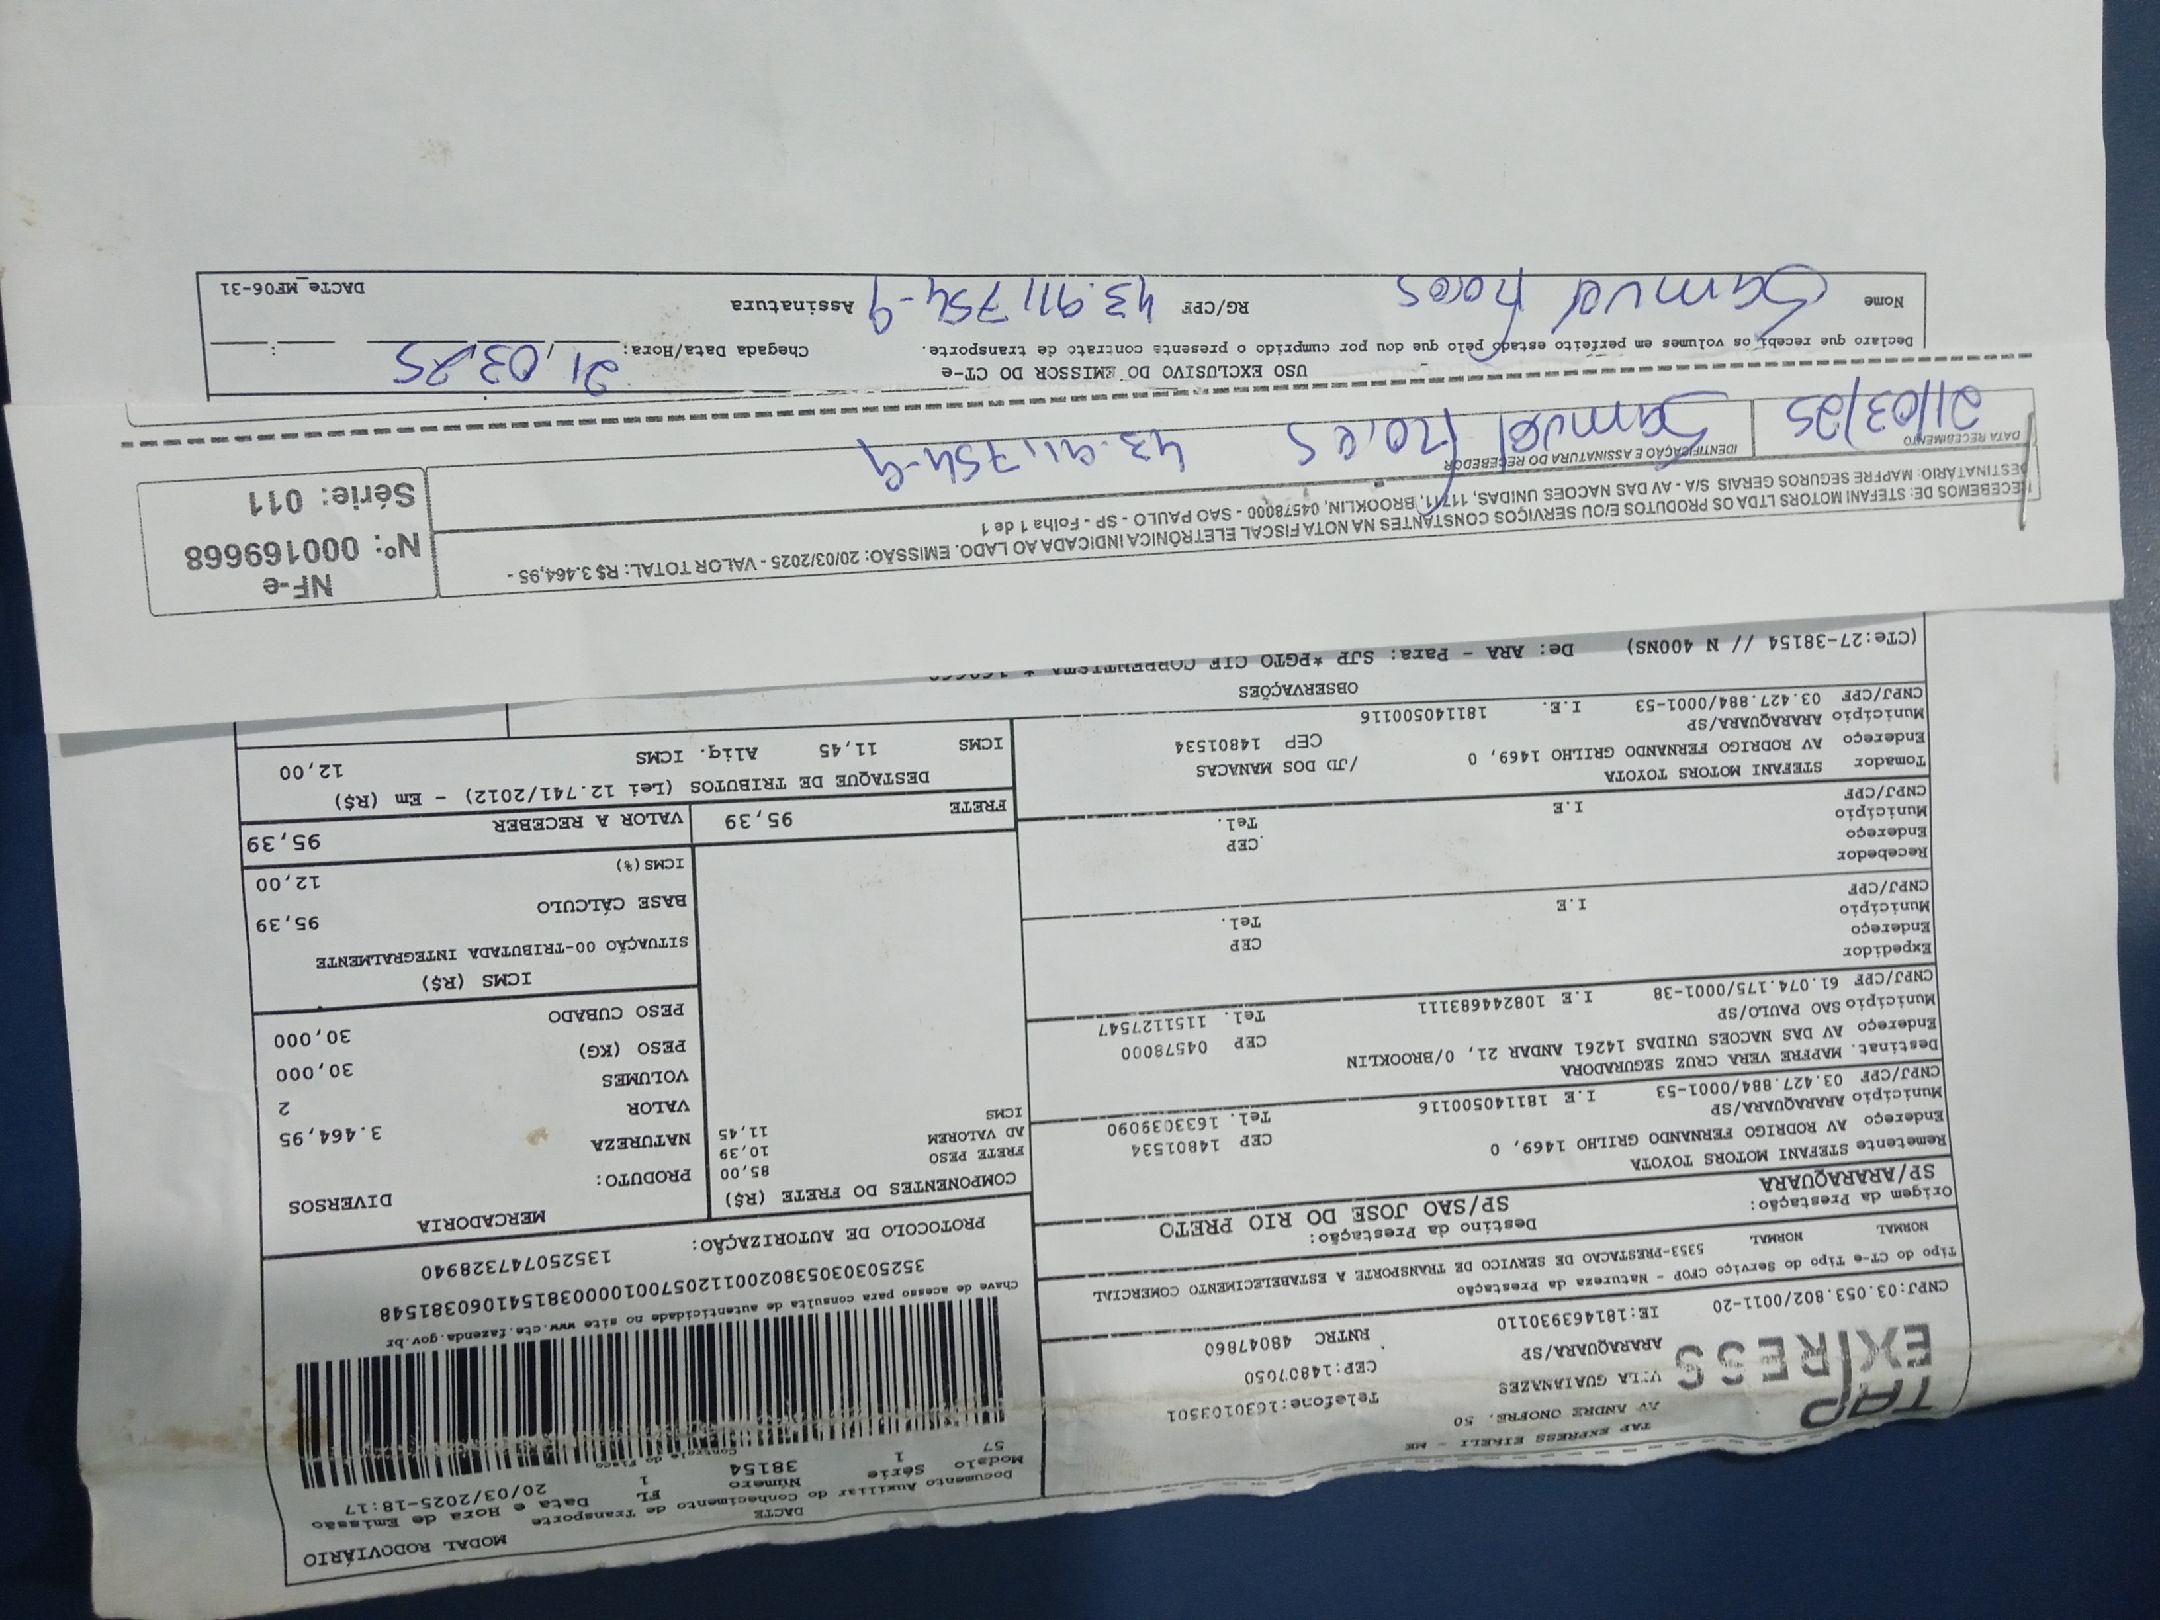 MODAL RODOVIÁRIO
DACTE
Documento Auxiliar do Conhecimento de Transporte
Modelo Série Número FL Data e Hora de Emissão
57 1 38154 1 20/03/2025-18:17
Controle do Fisco
Chave de acesso para consulta de autenticidade no site www.cte.fazenda.gov.br
PROTOCOLO DE AUTORIZAÇÃO: 135250747328940
TAP EXPRESS
TAP EXPRESS EIRELI - ME
AV ANDRE ONOFRE, 50
VILA GUAIANAZES
ARARAQUARA/SP
Telefone:1630103501
CEP:14807050
CNPJ:03.053.802/0011-20 IE:181463930110 RNTRC 48047860
Tipo do CT-e Tipo do Serviço CFOP - Natureza da Prestação
NORMAL NORMAL 5353-PRESTACAO DE SERVICO DE TRANSPORTE A ESTABELECIMENTO COMERCIAL
Origem da Prestação: Destino da Prestação:
SP/ARARAQUARA SP/SAO JOSE DO RIO PRETO
Remetente STEFANI MOTORS TOYOTA
Endereço AV RODRIGO FERNANDO GRILHO 1469, 0 CEP 14801534
Município ARARAQUARA/SP Tel. 1633039090
CNPJ/CPF 03.427.884/0001-53 I.E 181140500116
Destinat. MAPFRE VERA CRUZ SEGURADORA
Endereço AV DAS NACOES UNIDAS 14261 ANDAR 21, 0/BROOKLIN CEP 04578000
Município SAO PAULO/SP Tel. 1151127547
CNPJ/CPF 61.074.175/0001-38 I.E 108244683111
Expedidor
Endereço CEP
Município Tel.
CNPJ/CPF I.E
Recebedor
Endereço CEP
Município Tel.
CNPJ/CPF I.E
Tomador STEFANI MOTORS TOYOTA
Endereço AV RODRIGO FERNANDO GRILHO 1469, 0 /JD DOS MANACAS
Município ARARAQUARA/SP CEP 14801534
CNPJ/CPF 03.427.884/0001-53 I.E. 181140500116
COMPONENTES DO FRETE (R$)
FRETE PESO 85,00
AD VALOREM 10,39
ICMS 11,45
MERCADORIA
PRODUTO: DIVERSOS
NATUREZA
VALOR 3.464,95
VOLUMES 2
PESO (KG) 30,000
PESO CUBADO 30,000
ICMS (R$)
SITUAÇÃO 00-TRIBUTADA INTEGRALMENTE
BASE CÁLCULO 95,39
ICMS(%) 12,00
FRETE 95,39 VALOR A RECEBER 95,39
DESTAQUE DE TRIBUTOS (Lei 12.741/2012) - Em (R$)
ICMS 11,45 Aliq. ICMS 12,00
OBSERVAÇÕES
(CTe:27-38154 // N 400NS) De: ARA - Para: SJP *PGTO CIF CORRENTISTA *
RECEBEMOS DE: STEFANI MOTORS LTDA OS PRODUTOS E/OU SERVIÇOS CONSTANTES NA NOTA FISCAL ELETRÔNICA INDICADA AO LADO. EMISSÃO: 20/03/2025 - VALOR TOTAL: R$ 3.464,95 -
DESTINATÁRIO: MAPFRE SEGUROS GERAIS S/A - AV DAS NACOES UNIDAS, 11711, BROOKLIN, 04578000 - SAO PAULO - SP - Folha 1 de 1
NF-e
Nº: 000169668
Série: 011
DATA RECEBIMENTO IDENTIFICAÇÃO E ASSINATURA DO RECEBEDOR
21/03/25 Samuel 43.911,754-9
USO EXCLUSIVO DO EMISSOR DO CT-e
Declaro que recebi os volumes em perfeito estado pelo que dou por cumprido o presente contrato de transporte. Chegada Data/Hora: 21,03,25 :
Nome Samuel RG/CPF 43.911,754-9 Assinatura DACTe_MF06-31